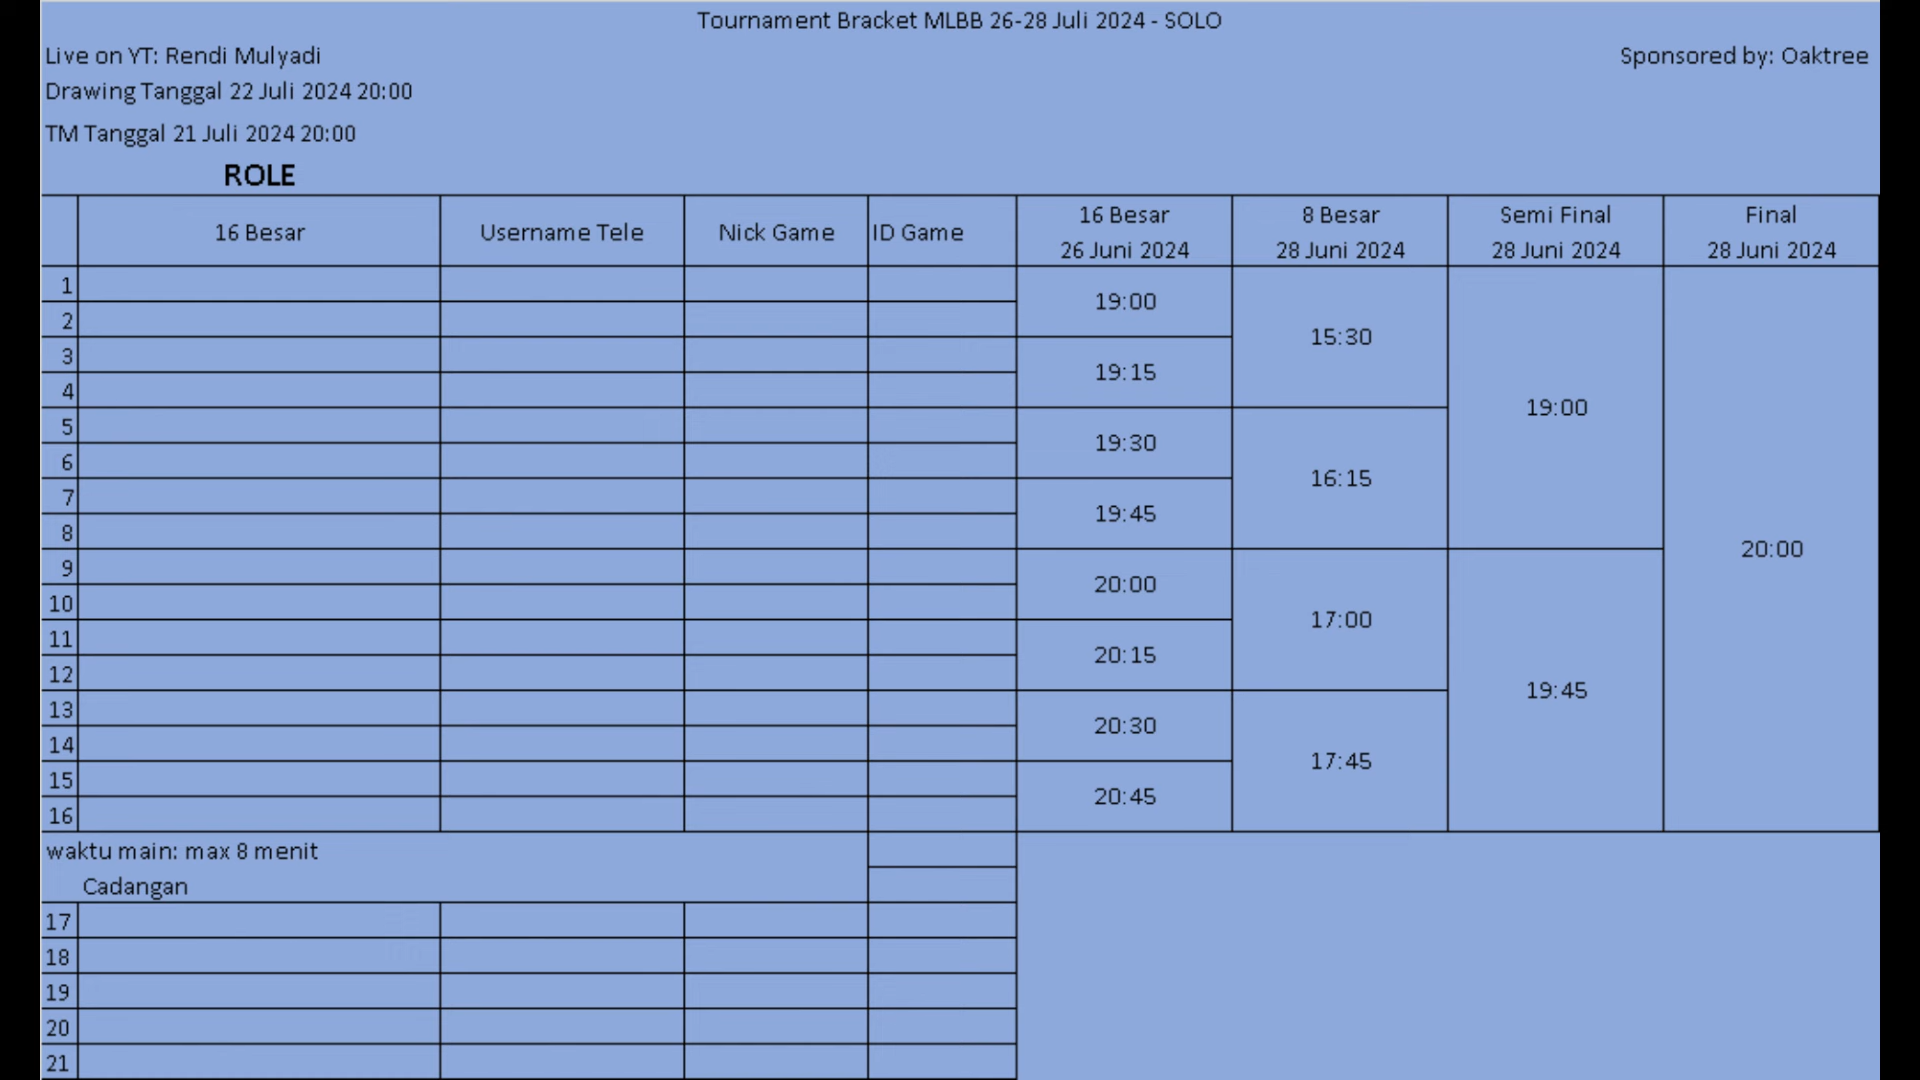 Tournament Bracket MLBB 26-28 Juli 2024 - SOLO
Live on YT: Rendi Mulyadi
Sponsored by: Oaktree
Drawing Tanggal 22 Juli 2024 20:00
TM Tanggal 21 Juli 2024 20:00
ROLE
16 Besar
Username Tele
Nick Game
ID Game
16 Besar
26 Juni 2024
8 Besar
28 Juni 2024
Semi Final
28 Juni 2024
Final
28 Juni 2024
1
2
3
4
5
6
7
8
9
10
11
12
13
14
15
16
19:00
19:15
19:30
19:45
20:00
20:15
20:30
20:45
15:30
16:15
17:00
17:45
19:00
19:45
20:00
waktu main: max 8 menit
Cadangan
17
18
19
20
21